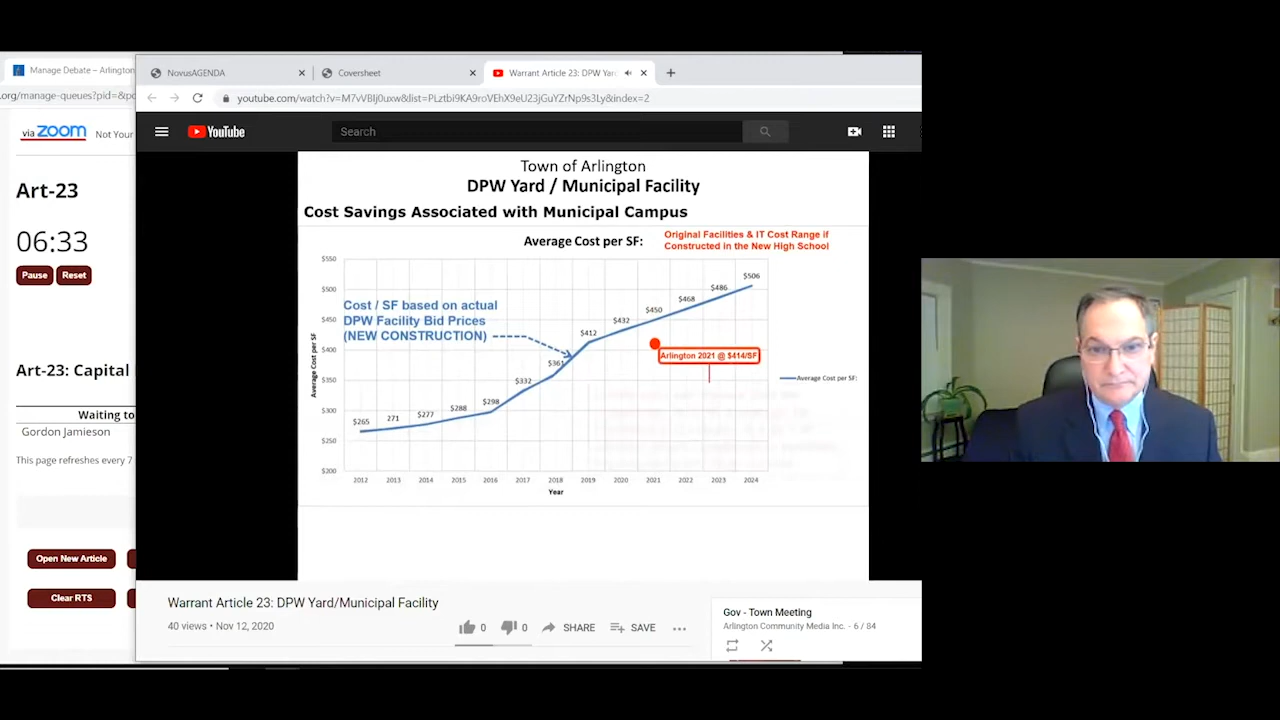 Manage Debate – Arlington
.org/manage-queues?pid=&po
via zoom Not Your
Art-23
06:33
Pause Reset
Art-23: Capital
Waiting to
Gordon Jamieson
This page refreshes every 7
Open New Article
Clear RTS
NovusAGENDA
Coversheet
Warrant Article 23: DPW Yar
youtube.com/watch?v=M7vVBIj0uxw&list=PLztbi9KA9roVEhX9eU23jGuYZrNp9s3Ly&index=2
YouTube
Search
Town of Arlington
DPW Yard / Municipal Facility
Cost Savings Associated with Municipal Campus
Average Cost per SF:
Original Facilities & IT Cost Range if
Constructed in the New High School
Cost / SF based on actual
DPW Facility Bid Prices
(NEW CONSTRUCTION)
Average Cost per SF
$550
$500
$450
$400
$350
$300
$250
$200
$265
271
$277
$288
$298
$332
$361
$412
$432
$450
$468
$486
$506
Arlington 2021 @ $414/SF
Average Cost per SF:
2012 2013 2014 2015 2016 2017 2018 2019 2020 2021 2022 2023 2024
Year
Warrant Article 23: DPW Yard/Municipal Facility
40 views • Nov 12, 2020
0 0 SHARE SAVE
Gov - Town Meeting
Arlington Community Media Inc. - 6 / 84